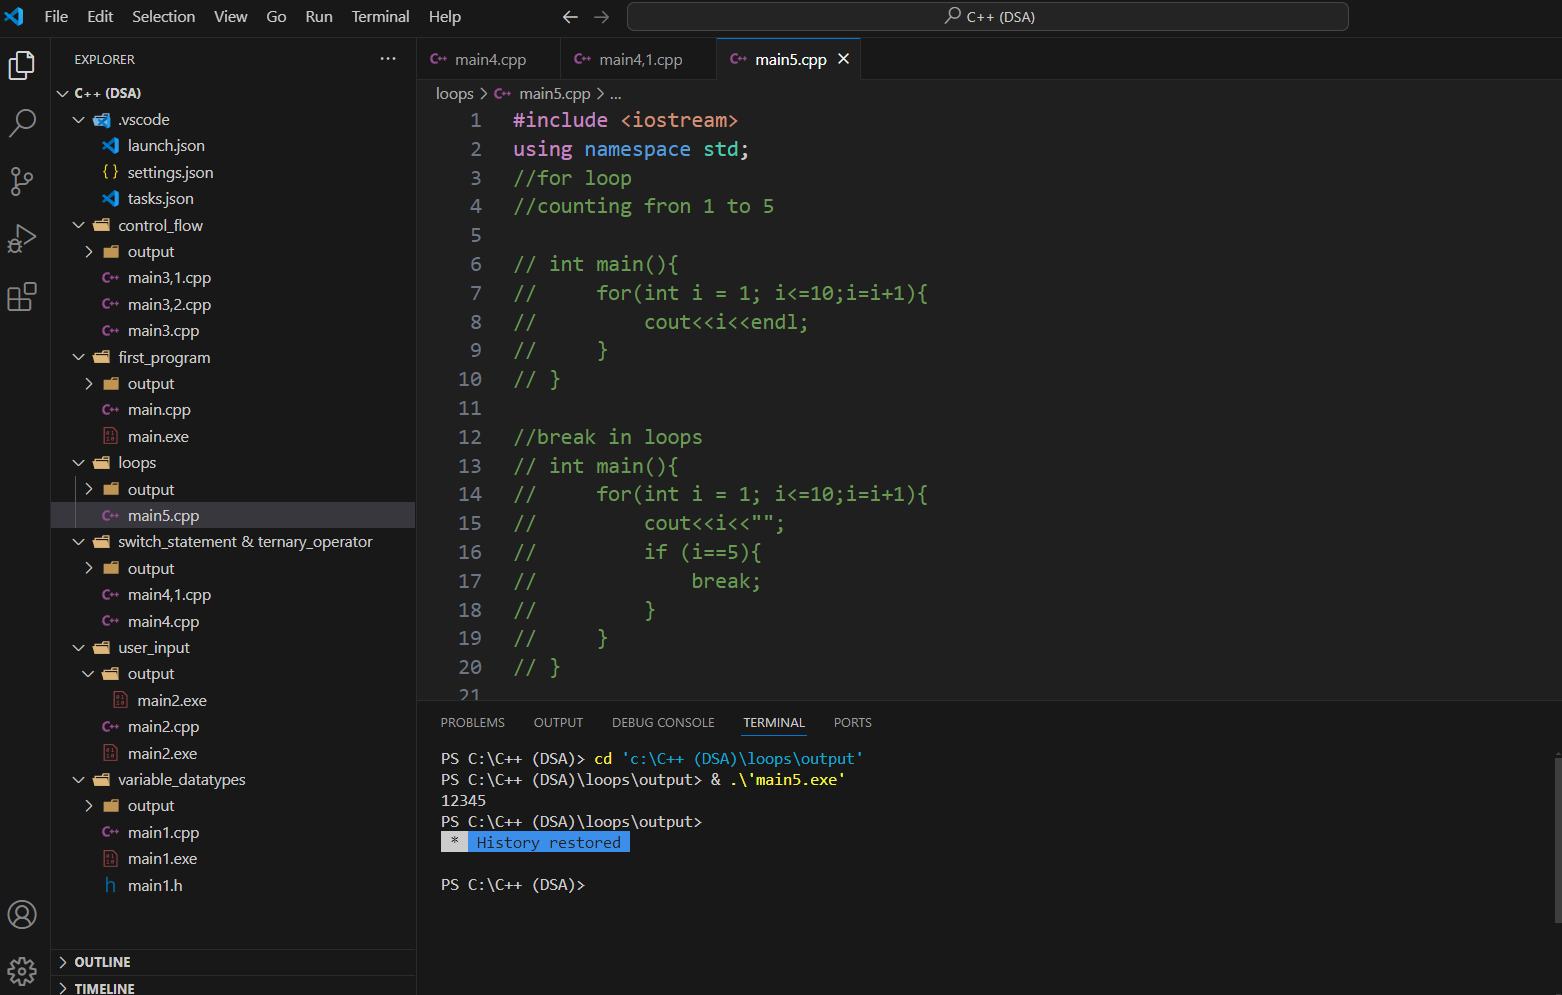 File Edit Selection View Go Run Terminal Help
C++ (DSA)
EXPLORER ...
C++ (DSA)
.vscode
launch.json
{} settings.json
tasks.json
control_flow
output
C++ main3,1.cpp
C++ main3,2.cpp
C++ main3.cpp
first_program
output
C++ main.cpp
main.exe
loops
output
C++ main5.cpp
switch_statement & ternary_operator
output
C++ main4,1.cpp
C++ main4.cpp
user_input
output
main2.exe
C++ main2.cpp
main2.exe
variable_datatypes
output
C++ main1.cpp
main1.exe
h main1.h
OUTLINE
TIMELINE
C++ main4.cpp C++ main4,1.cpp C++ main5.cpp
loops > C++ main5.cpp > ...
1 #include <iostream>
2 using namespace std;
3 //for loop
4 //counting fron 1 to 5
5
6 // int main(){
7 //     for(int i = 1; i<=10;i=i+1){
8 //         cout<<i<<endl;
9 //     }
10 // }
11
12 //break in loops
13 // int main(){
14 //     for(int i = 1; i<=10;i=i+1){
15 //         cout<<i<<"";
16 //         if (i==5){
17 //             break;
18 //         }
19 //     }
20 // }
21
PROBLEMS OUTPUT DEBUG CONSOLE TERMINAL PORTS
PS C:\C++ (DSA)> cd 'c:\C++ (DSA)\loops\output'
PS C:\C++ (DSA)\loops\output> & .\'main5.exe'
12345
PS C:\C++ (DSA)\loops\output>
* History restored
PS C:\C++ (DSA)>